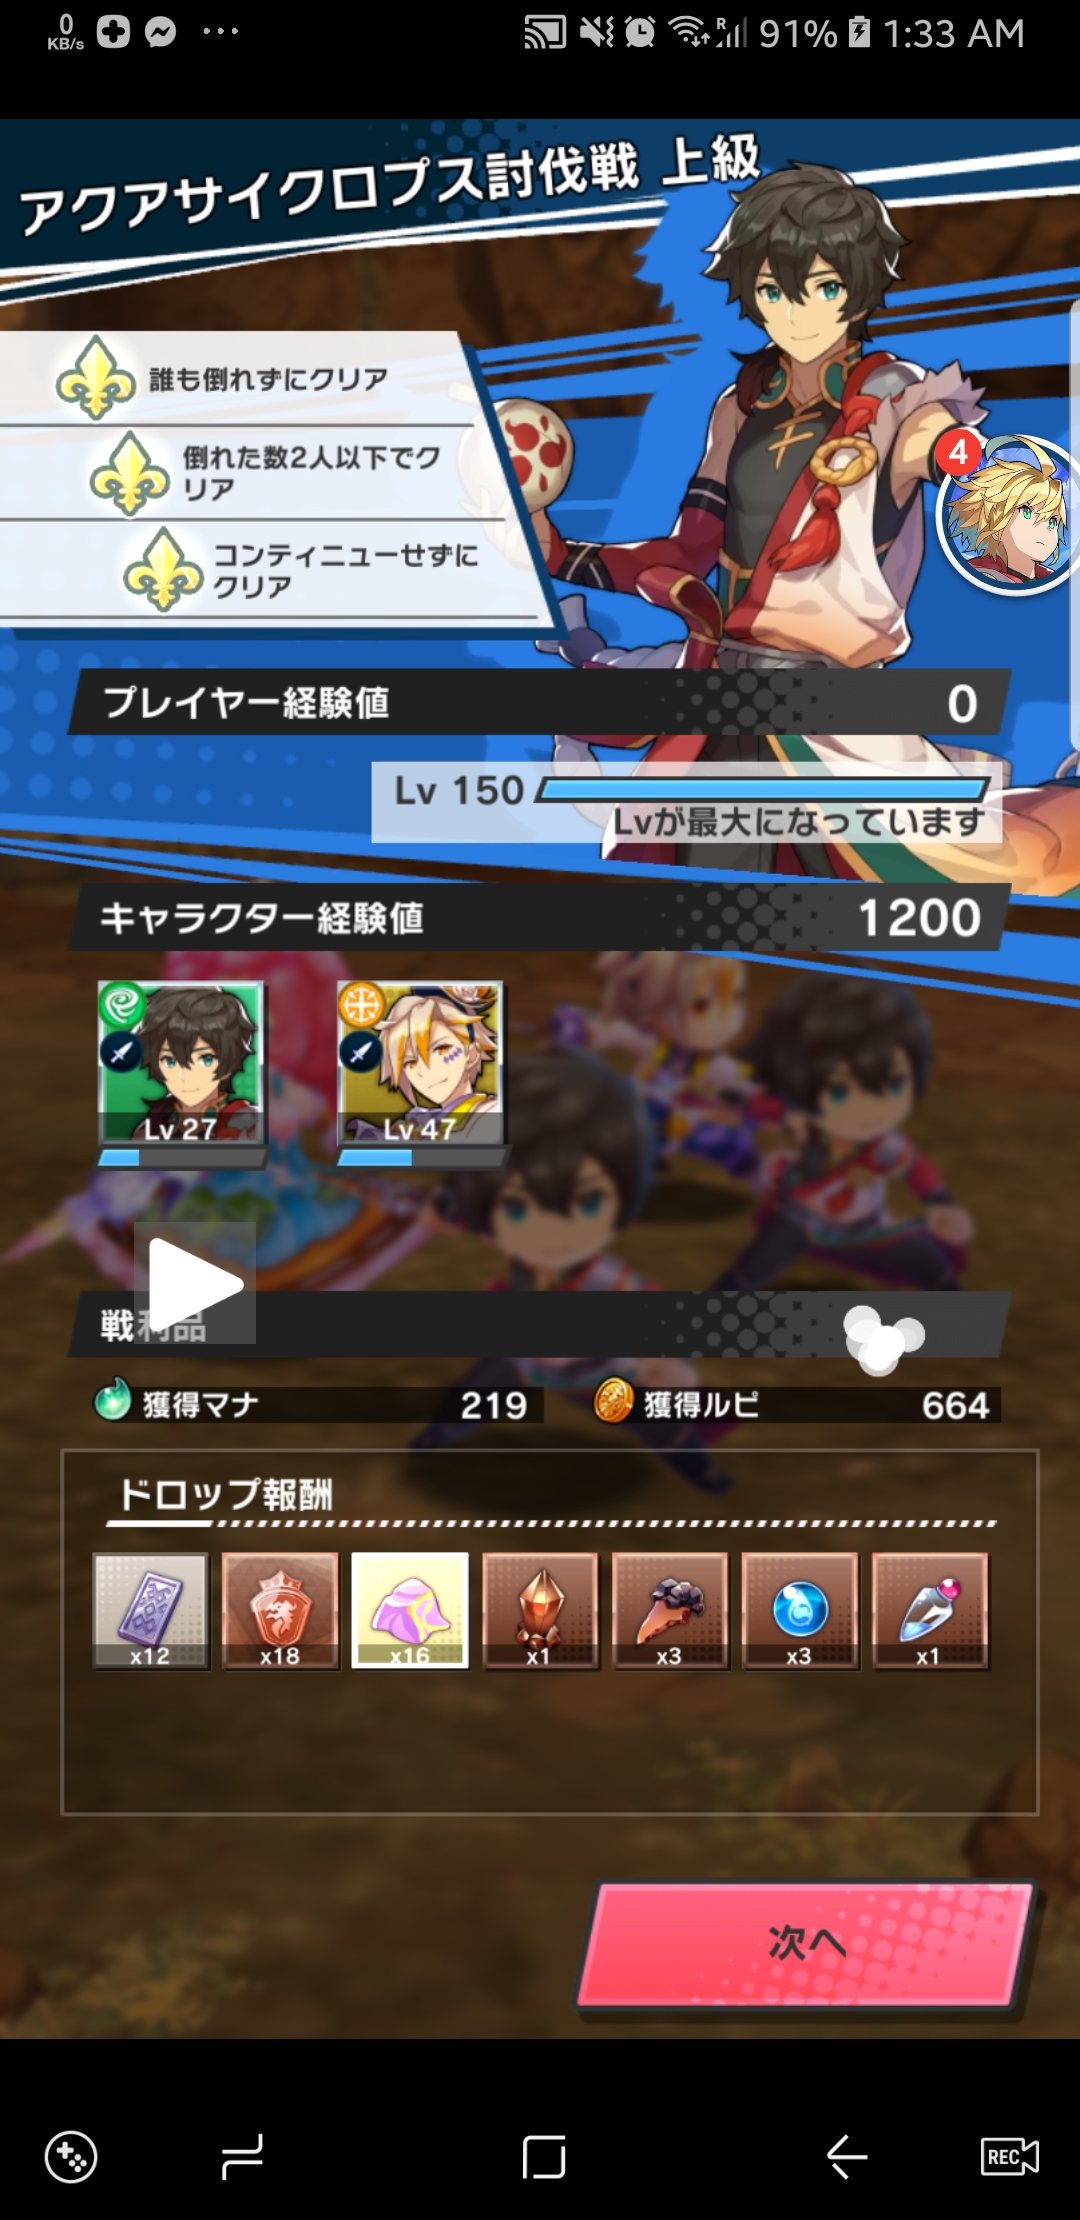 0
KB/s
R
91%
1:33 AM
アクアサイクロプス討伐戦 上級
誰も倒れずにクリア
4
倒れた数2人以下でク
リア
コンティニューせずに
クリア
プレイヤー経験値 0
Lv 150
Lvが最大になっています
キャラクター経験値 1200
Lv 27 Lv 47
戦利品
獲得マナ 219 獲得ルピ 664
ドロップ報酬
x12 x18 x16 x1 x3 x3 x1
次へ
REC